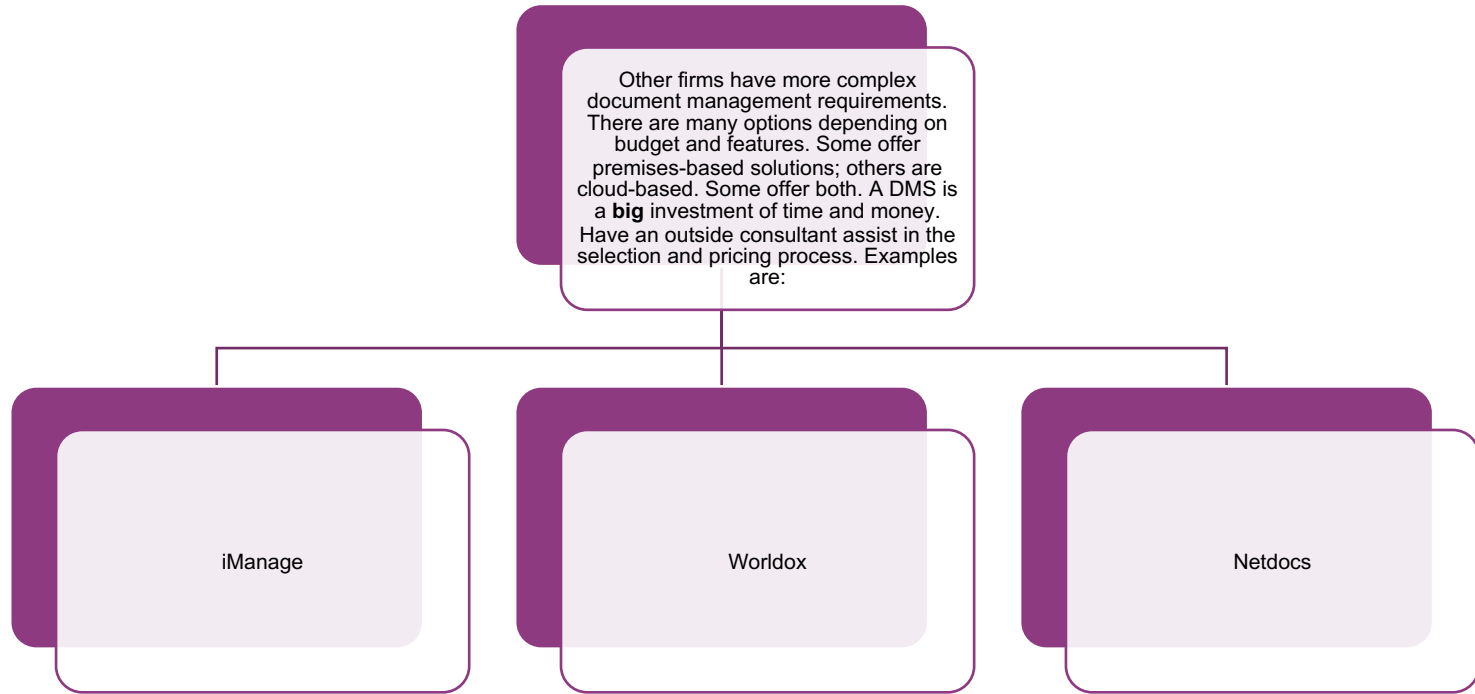 Other firms have more complex
document management requirements.
There are many options depending on
budget and features. Some offer
premises-based solutions; others are
cloud-based. Some offer both. A DMS is
a big investment of time and money.
Have an outside consultant assist in the
selection and pricing process. Examples
are:
iManage
Worldox
Netdocs